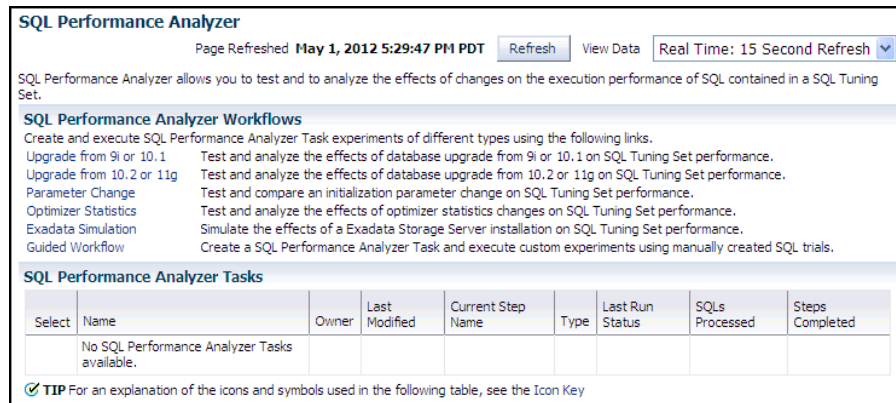 SQL Performance Analyzer
Page Refreshed May 1, 2012 5:29:47 PM PDT Refresh View Data Real Time: 15 Second Refresh
SQL Performance Analyzer allows you to test and to analyze the effects of changes on the execution performance of SQL contained in a SQL Tuning
Set.
SQL Performance Analyzer Workflows
Create and execute SQL Performance Analyzer Task experiments of different types using the following links.
Upgrade from 9i or 10.1 Test and analyze the effects of database upgrade from 9i or 10.1 on SQL Tuning Set performance.
Upgrade from 10.2 or 11g Test and analyze the effects of database upgrade from 10.2 or 11g on SQL Tuning Set performance.
Parameter Change Test and compare an initialization parameter change on SQL Tuning Set performance.
Optimizer Statistics Test and analyze the effects of optimizer statistics changes on SQL Tuning Set performance.
Exadata Simulation Simulate the effects of a Exadata Storage Server installation on SQL Tuning Set performance.
Guided Workflow Create a SQL Performance Analyzer Task and execute custom experiments using manually created SQL trials.
SQL Performance Analyzer Tasks
Select Name Owner Last Modified Current Step Name Type Last Run Status SQLs Processed Steps Completed
No SQL Performance Analyzer Tasks
available.
TIP For an explanation of the icons and symbols used in the following table, see the Icon Key